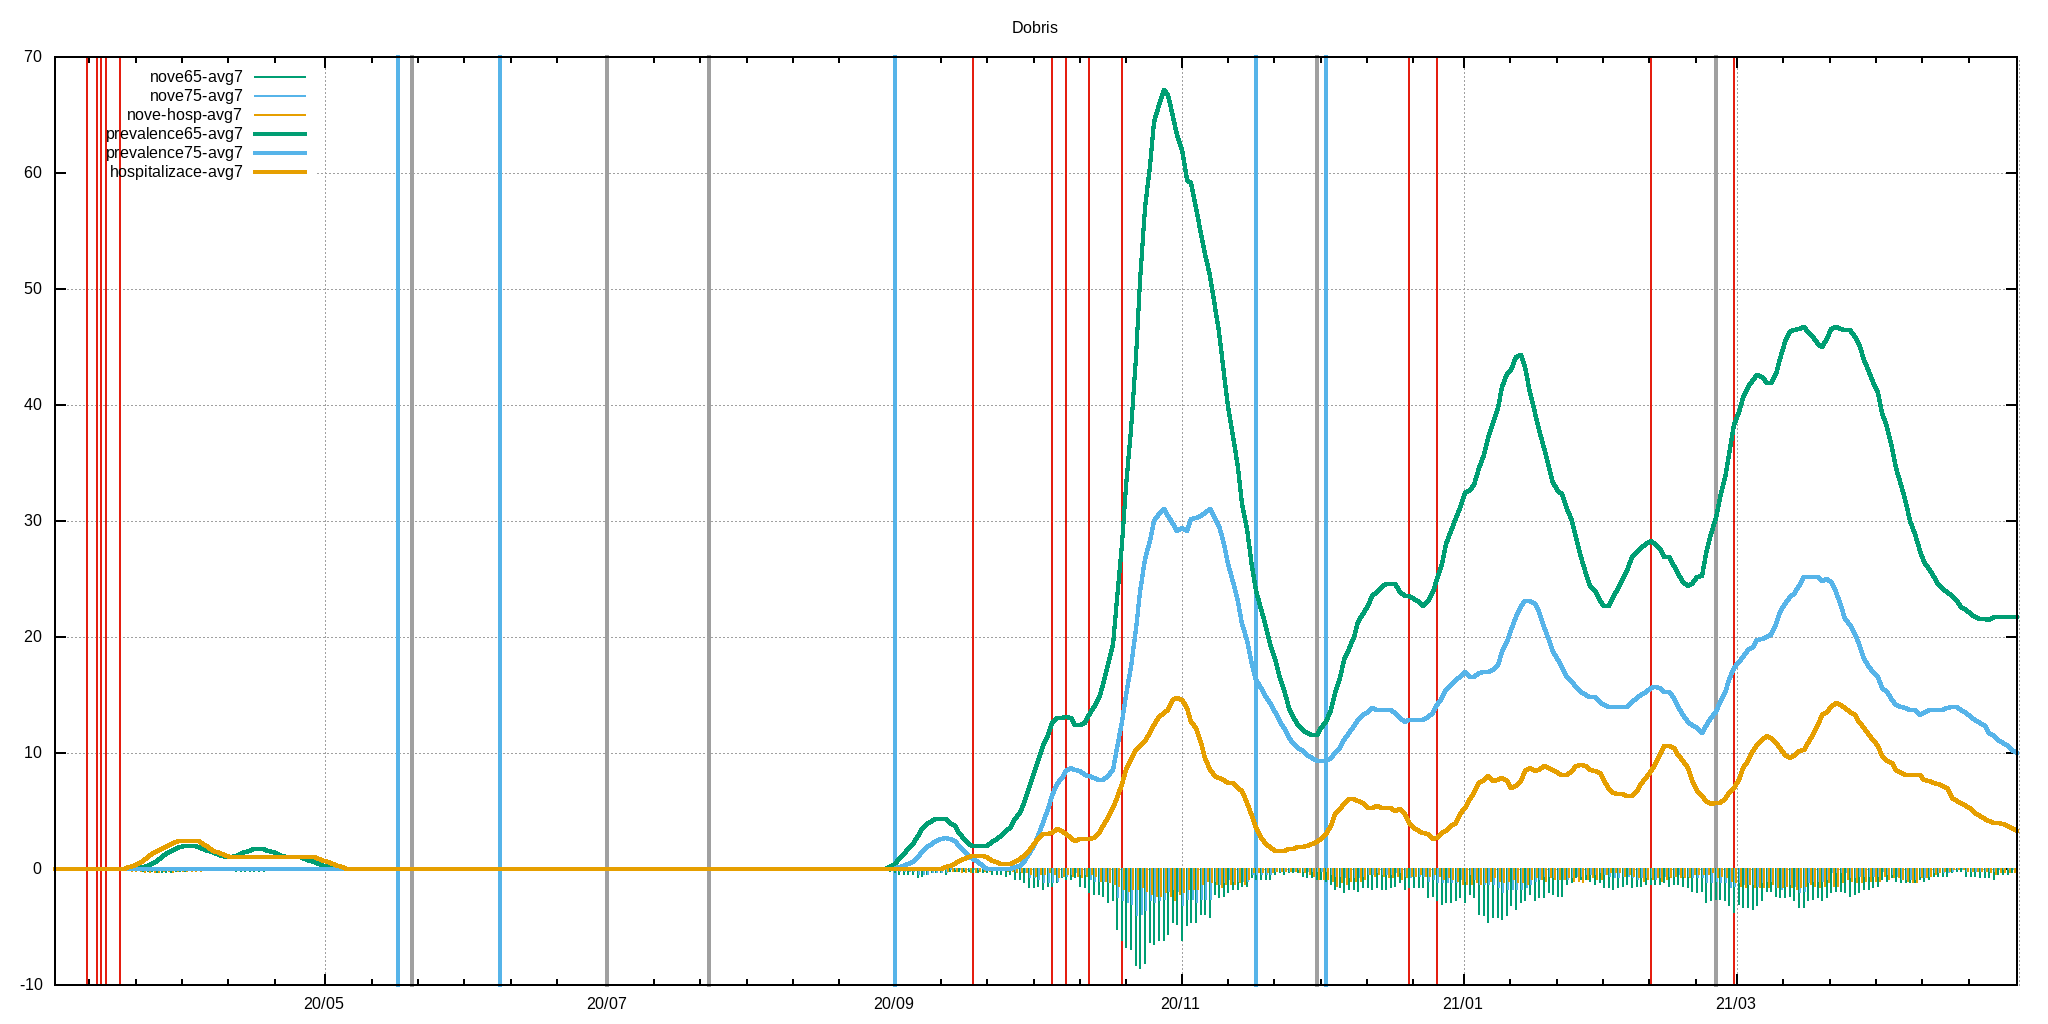 Dobris
70
60
50
40
30
20
10
0
-10
nove65-avg7
nove75-avg7
nove-hosp-avg7
prevalence65-avg7
prevalence75-avg7
hospitalizace-avg7
20/05
20/07
20/09
20/11
21/01
21/03